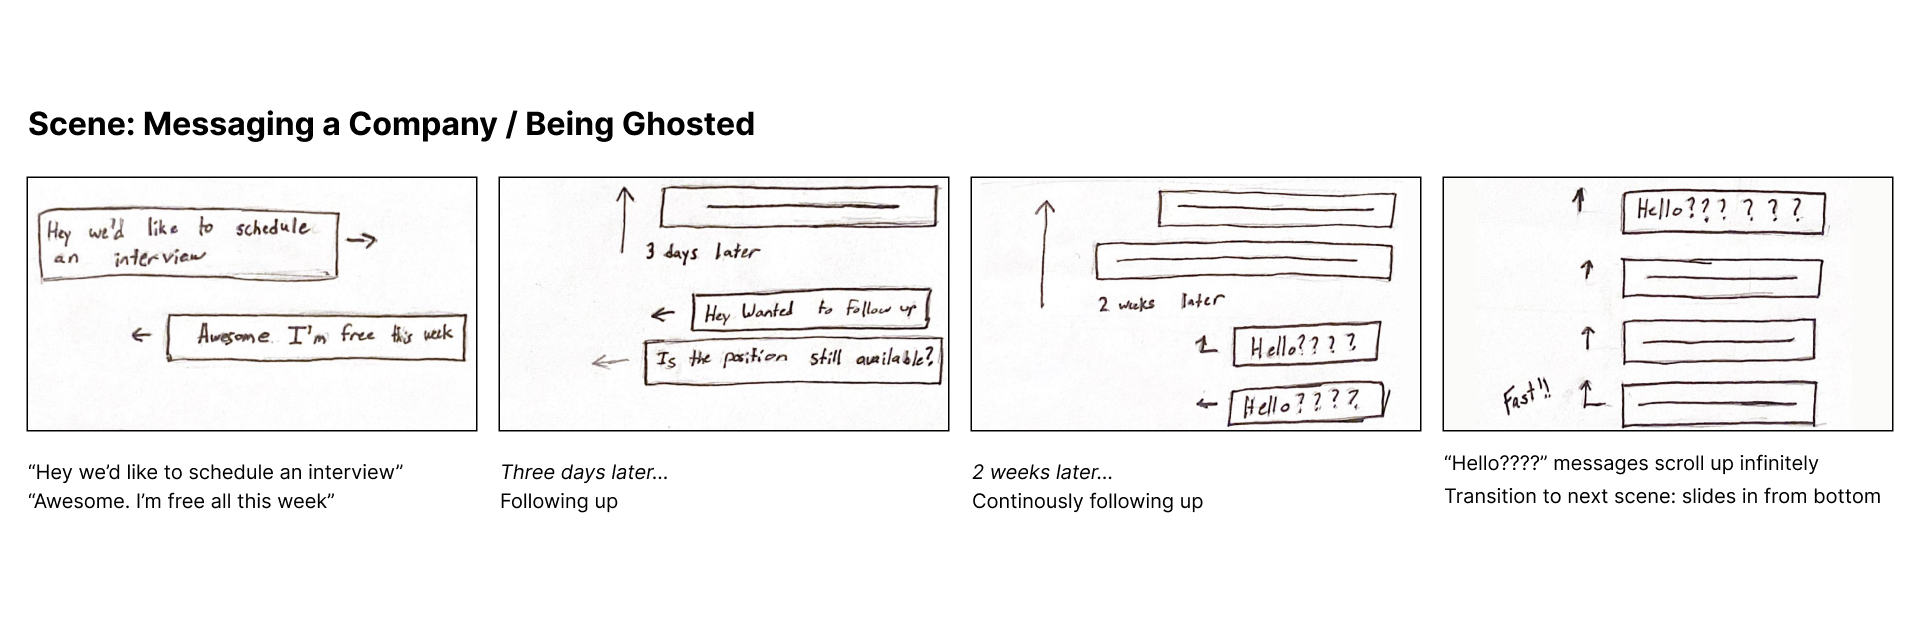 Scene: Messaging a Company / Being Ghosted
Hey we'd like to schedule
an interview
Awesome. I'm free this week
3 days later
Hey Wanted to follow up
Is the position still available?
2 weeks later
Hello????
Hello????
Hello??? ? ? ?
Fast!!
“Hey we’d like to schedule an interview”
“Awesome. I’m free all this week”
Three days later...
Following up
2 weeks later...
Continously following up
“Hello????” messages scroll up infinitely
Transition to next scene: slides in from bottom